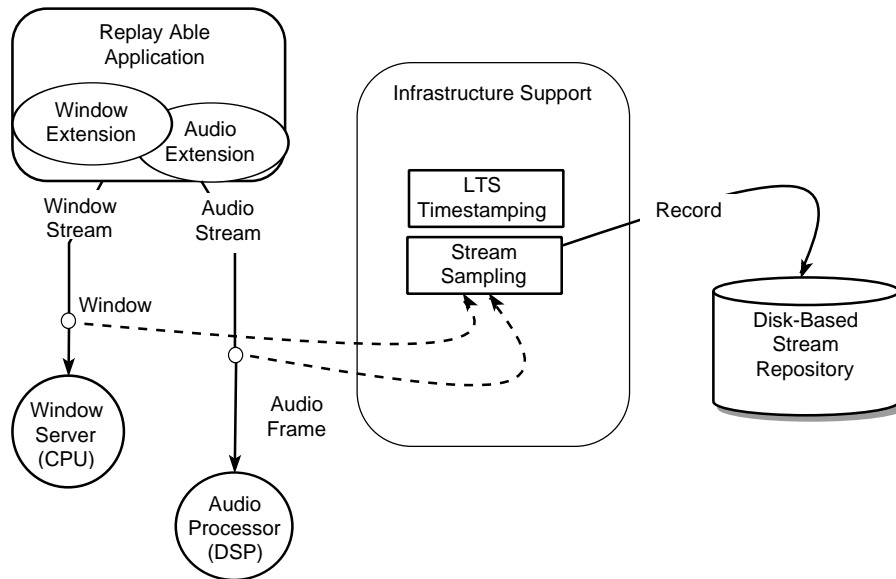 Replay Able
Application
Window
Extension
Audio
Extension
Window
Stream
Audio
Stream
Window
Window
Server
(CPU)
Audio
Frame
Audio
Processor
(DSP)
Infrastructure Support
LTS
Timestamping
Stream
Sampling
Record
Disk-Based
Stream
Repository